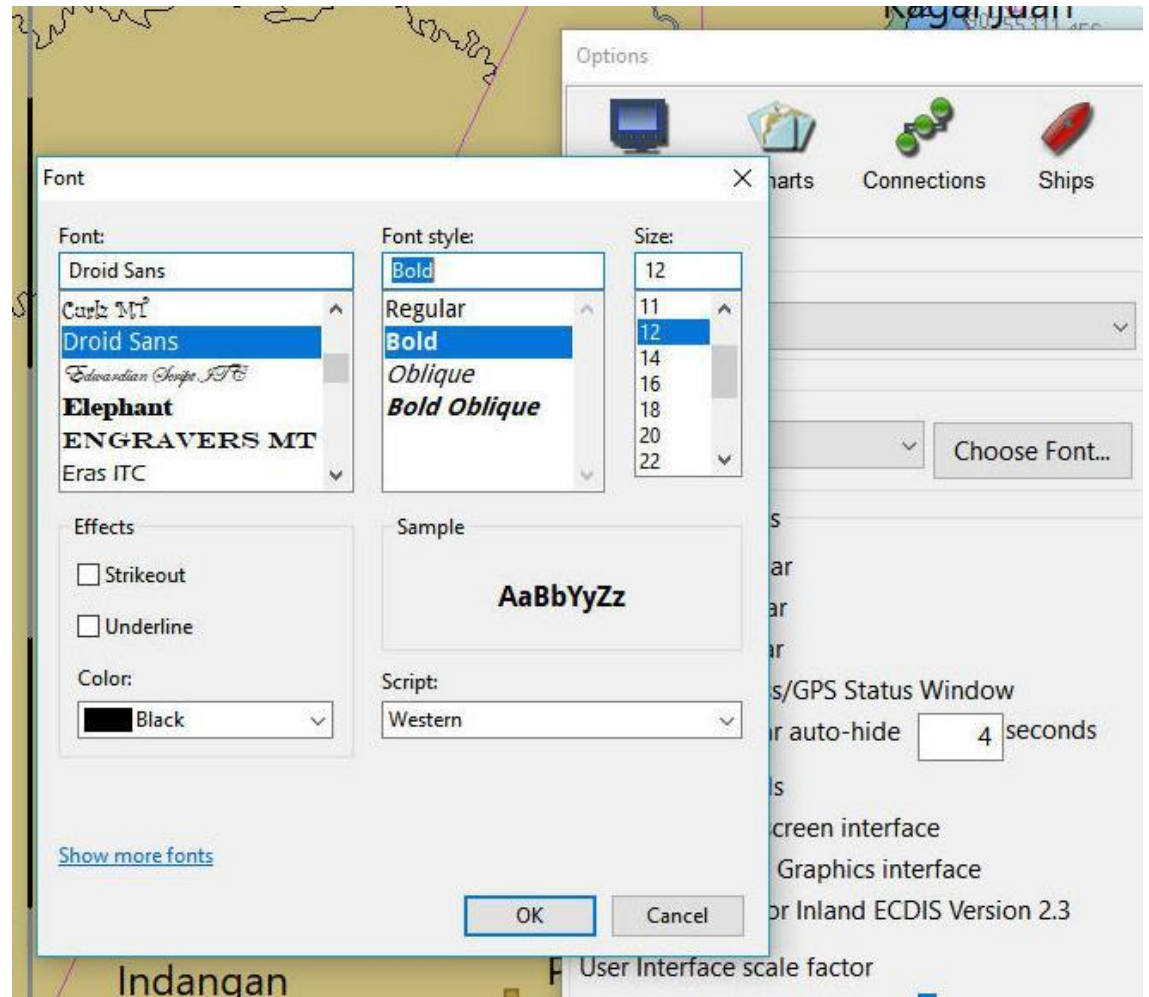 Kaganjuan
Options
Connections
Ships
Font
Font:
Font style:
Size:
Droid Sans
Bold
12
Curlz MT
Droid Sans
Edwardian Script ITC
Elephant
ENGRAVERS MT
Eras ITC
Regular
Bold
Oblique
Bold Oblique
11
12
14
16
18
20
22
Choose Font...
Effects
Strikeout
Underline
Color:
Black
Sample
AaBbYyZz
Script:
Western
s/GPS Status Window
auto-hide 4 seconds
creen interface
Graphics interface
or Inland ECDIS Version 2.3
Show more fonts
OK
Cancel
User Interface scale factor
Indangan